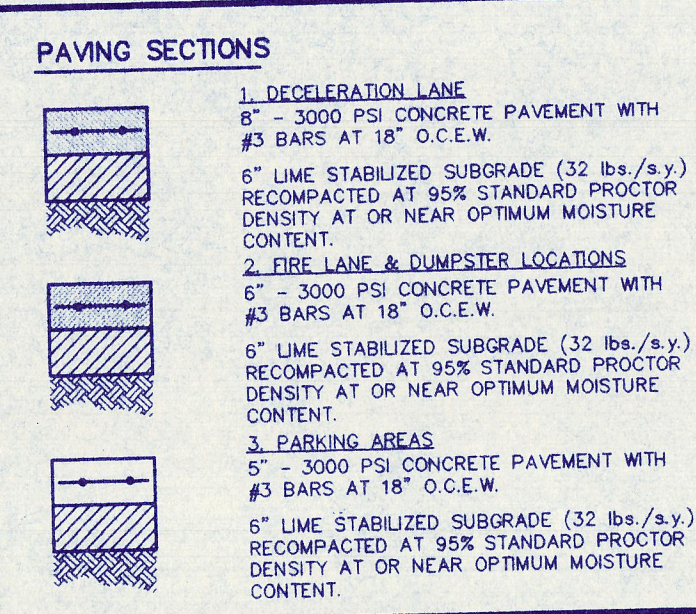 PAVING SECTIONS
1. DECELERATION LANE
8" - 3000 PSI CONCRETE PAVEMENT WITH
#3 BARS AT 18" O.C.E.W.
6" LIME STABILIZED SUBGRADE (32 lbs./s.y.)
RECOMPACTED AT 95% STANDARD PROCTOR
DENSITY AT OR NEAR OPTIMUM MOISTURE
CONTENT.
2. FIRE LANE & DUMPSTER LOCATIONS
6" - 3000 PSI CONCRETE PAVEMENT WITH
#3 BARS AT 18" O.C.E.W.
6" LIME STABILIZED SUBGRADE (32 lbs./s.y.)
RECOMPACTED AT 95% STANDARD PROCTOR
DENSITY AT OR NEAR OPTIMUM MOISTURE
CONTENT.
3. PARKING AREAS
5" - 3000 PSI CONCRETE PAVEMENT WITH
#3 BARS AT 18" O.C.E.W.
6" LIME STABILIZED SUBGRADE (32 lbs./s.y.)
RECOMPACTED AT 95% STANDARD PROCTOR
DENSITY AT OR NEAR OPTIMUM MOISTURE
CONTENT.